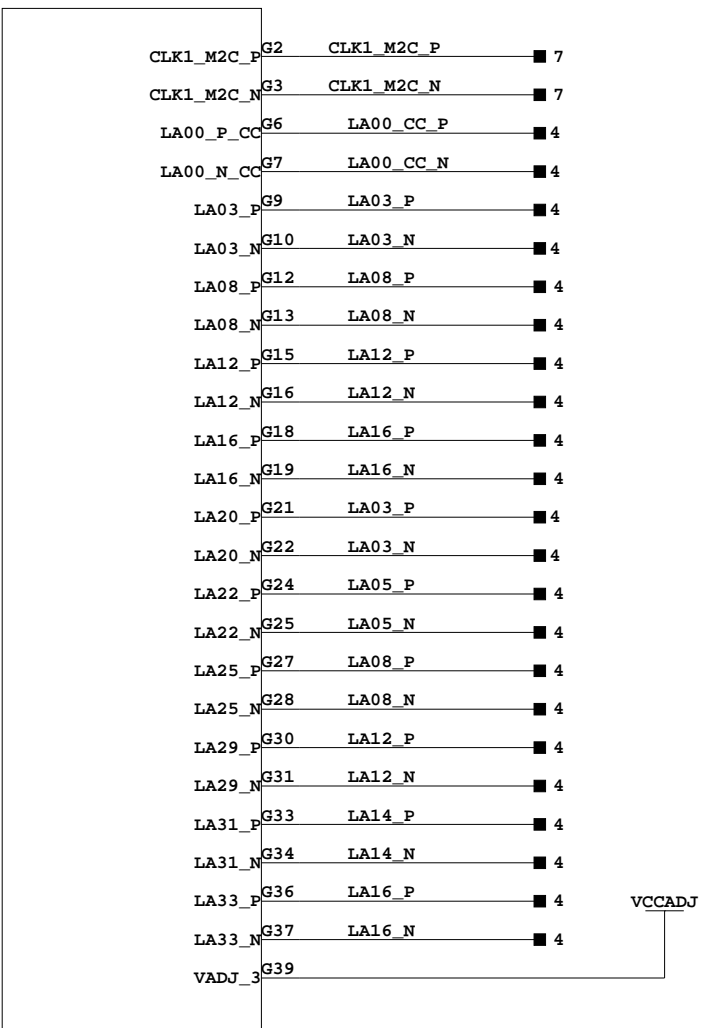 CLK1_M2C_P G2 CLK1_M2C_P 7
CLK1_M2C_N G3 CLK1_M2C_N 7
LA00_P_CC G6 LA00_CC_P 4
LA00_N_CC G7 LA00_CC_N 4
LA03_P G9 LA03_P 4
LA03_N G10 LA03_N 4
LA08_P G12 LA08_P 4
LA08_N G13 LA08_N 4
LA12_P G15 LA12_P 4
LA12_N G16 LA12_N 4
LA16_P G18 LA16_P 4
LA16_N G19 LA16_N 4
LA20_P G21 LA03_P 4
LA20_N G22 LA03_N 4
LA22_P G24 LA05_P 4
LA22_N G25 LA05_N 4
LA25_P G27 LA08_P 4
LA25_N G28 LA08_N 4
LA29_P G30 LA12_P 4
LA29_N G31 LA12_N 4
LA31_P G33 LA14_P 4
LA31_N G34 LA14_N 4
LA33_P G36 LA16_P 4 VCCADJ
LA33_N G37 LA16_N 4
VADJ_3 G39